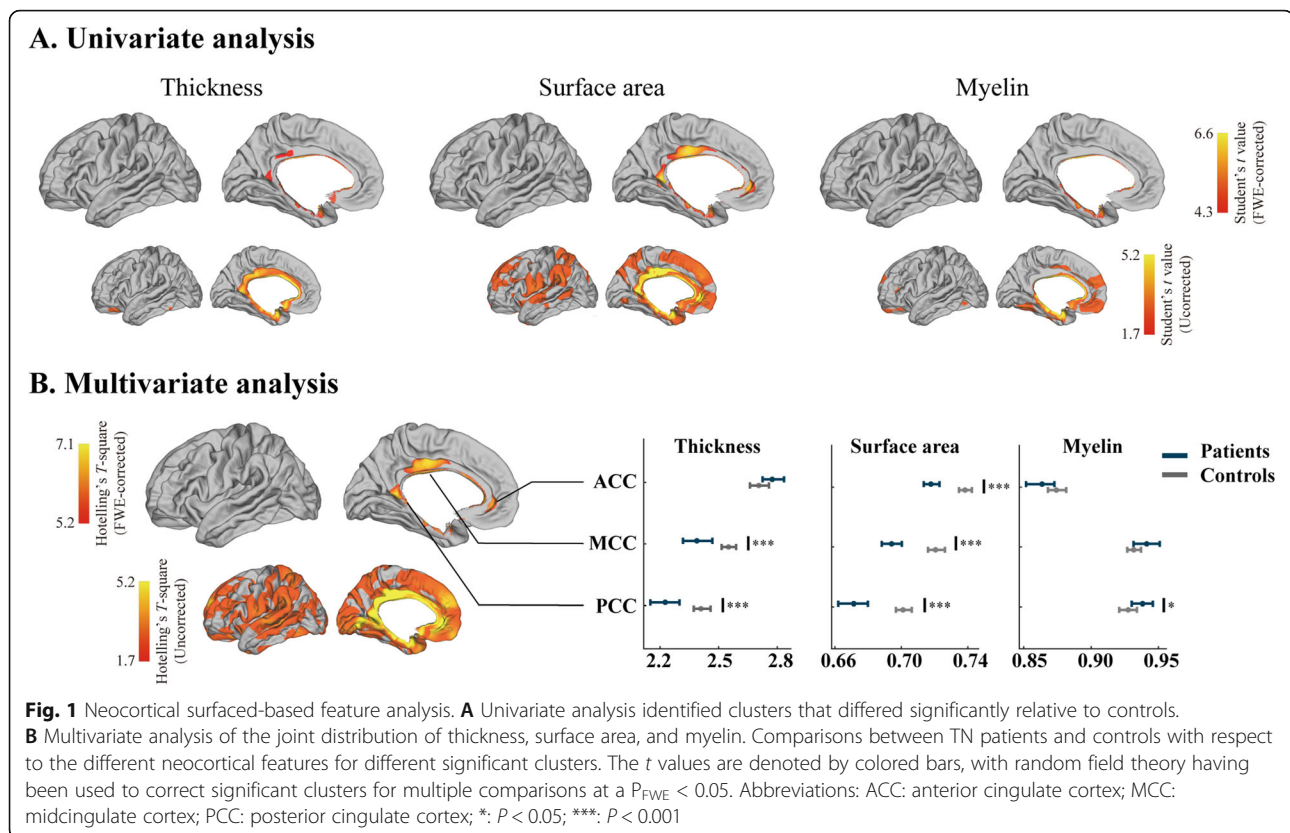 A. Univariate analysis
Thickness
Surface area
Myelin
6.6
4.3
Student's t value
(FWE-corrected)
5.2
1.7
Student's t value
(Ucorrected)
B. Multivariate analysis
7.1
5.2
Hotelling's T-square
(FWE-corrected)
5.2
1.7
Hotelling's T-square
(Uncorrected)
Thickness
Surface area
Myelin
Patients
Controls
ACC
***
MCC
***
***
PCC
***
***
*
2.2 2.5 2.8
0.66 0.70 0.74
0.85 0.90 0.95
Fig. 1 Neocortical surfaced-based feature analysis. A Univariate analysis identified clusters that differed significantly relative to controls.
B Multivariate analysis of the joint distribution of thickness, surface area, and myelin. Comparisons between TN patients and controls with respect
to the different neocortical features for different significant clusters. The t values are denoted by colored bars, with random field theory having
been used to correct significant clusters for multiple comparisons at a PFWE < 0.05. Abbreviations: ACC: anterior cingulate cortex; MCC:
midcingulate cortex; PCC: posterior cingulate cortex; *: P < 0.05; ***: P < 0.001